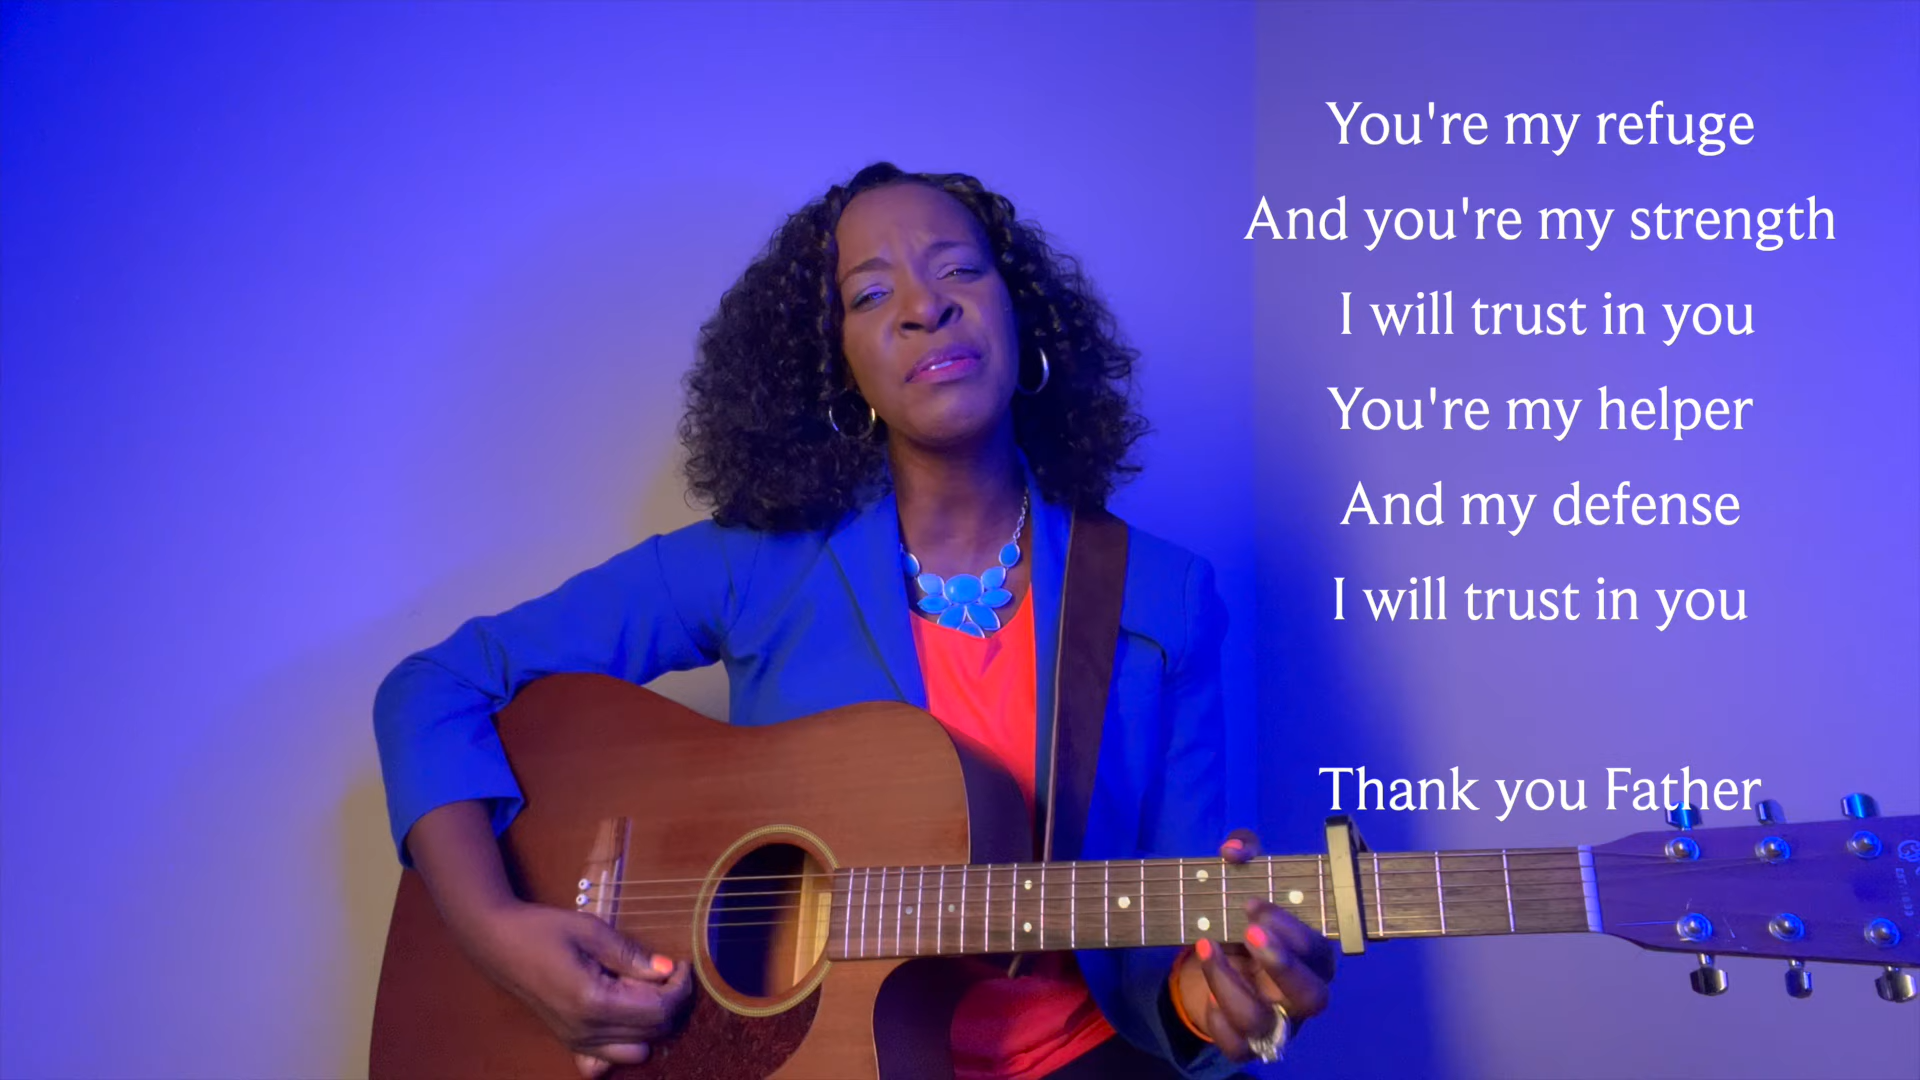 You're my refuge
And you're my strength
I will trust in you
You're my helper
And my defense
I will trust in you
Thank you Father